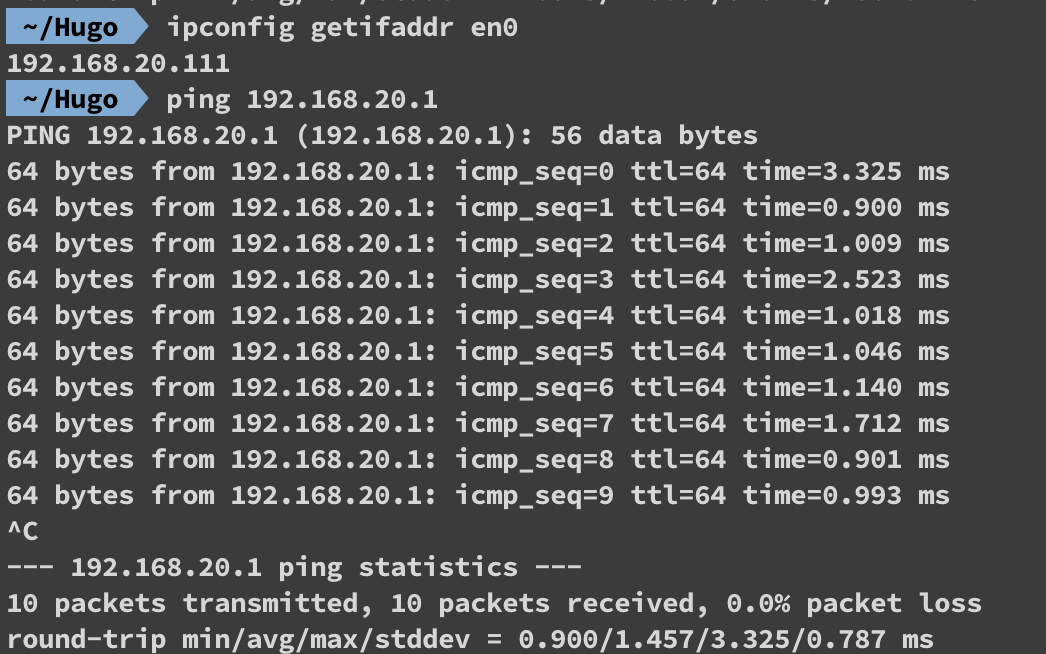 ~/Hugo ipconfig getifaddr en0
192.168.20.111
~/Hugo ping 192.168.20.1
PING 192.168.20.1 (192.168.20.1): 56 data bytes
64 bytes from 192.168.20.1: icmp_seq=0 ttl=64 time=3.325 ms
64 bytes from 192.168.20.1: icmp_seq=1 ttl=64 time=0.900 ms
64 bytes from 192.168.20.1: icmp_seq=2 ttl=64 time=1.009 ms
64 bytes from 192.168.20.1: icmp_seq=3 ttl=64 time=2.523 ms
64 bytes from 192.168.20.1: icmp_seq=4 ttl=64 time=1.018 ms
64 bytes from 192.168.20.1: icmp_seq=5 ttl=64 time=1.046 ms
64 bytes from 192.168.20.1: icmp_seq=6 ttl=64 time=1.140 ms
64 bytes from 192.168.20.1: icmp_seq=7 ttl=64 time=1.712 ms
64 bytes from 192.168.20.1: icmp_seq=8 ttl=64 time=0.901 ms
64 bytes from 192.168.20.1: icmp_seq=9 ttl=64 time=0.993 ms
^C
--- 192.168.20.1 ping statistics ---
10 packets transmitted, 10 packets received, 0.0% packet loss
round-trip min/avg/max/stddev = 0.900/1.457/3.325/0.787 ms